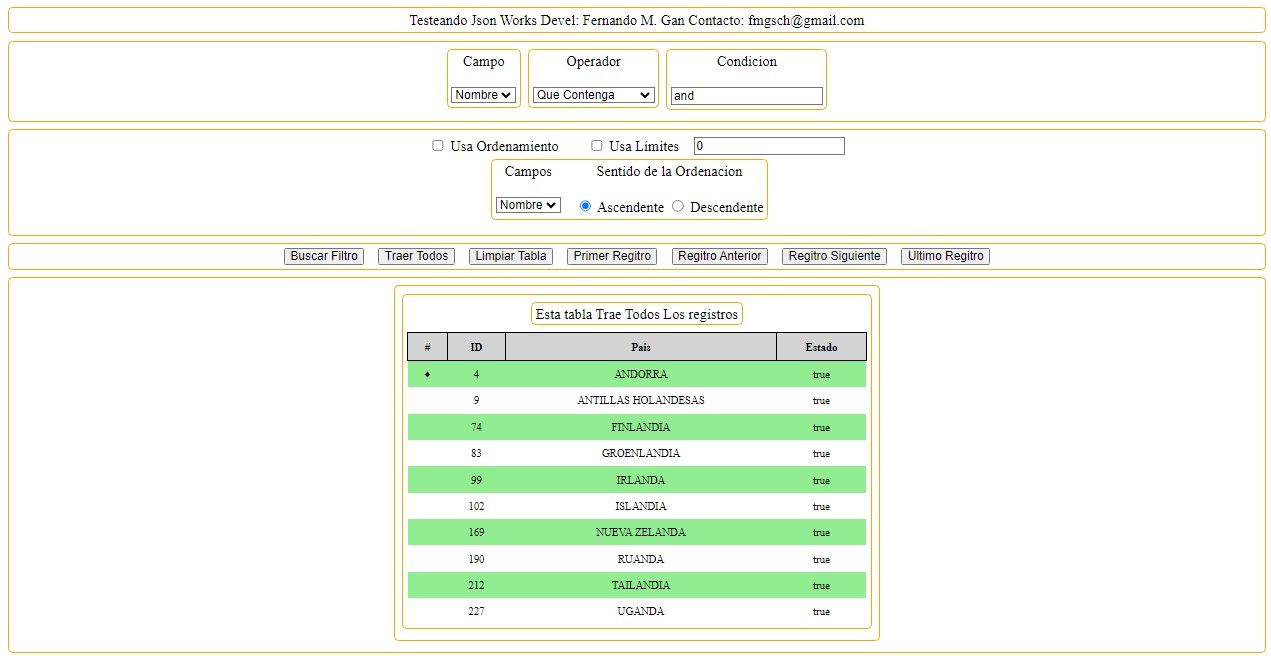 Testeando Json Works Devel: Fernando M. Gan Contacto: fmgsch@gmail.com
Campo Operador Condicion
Nombre Que Contenga and
Usa Ordenamiento Usa Limites 0
Campos Sentido de la Ordenacion
Nombre Ascendente Descendente
Buscar Filtro Traer Todos Limpiar Tabla Primer Regitro Regitro Anterior Regitro Siguiente Ultimo Regitro
Esta tabla Trae Todos Los registros
# ID Pais Estado
♦ 4 ANDORRA true
9 ANTILLAS HOLANDESAS true
74 FINLANDIA true
83 GROENLANDIA true
99 IRLANDA true
102 ISLANDIA true
169 NUEVA ZELANDA true
190 RUANDA true
212 TAILANDIA true
227 UGANDA true